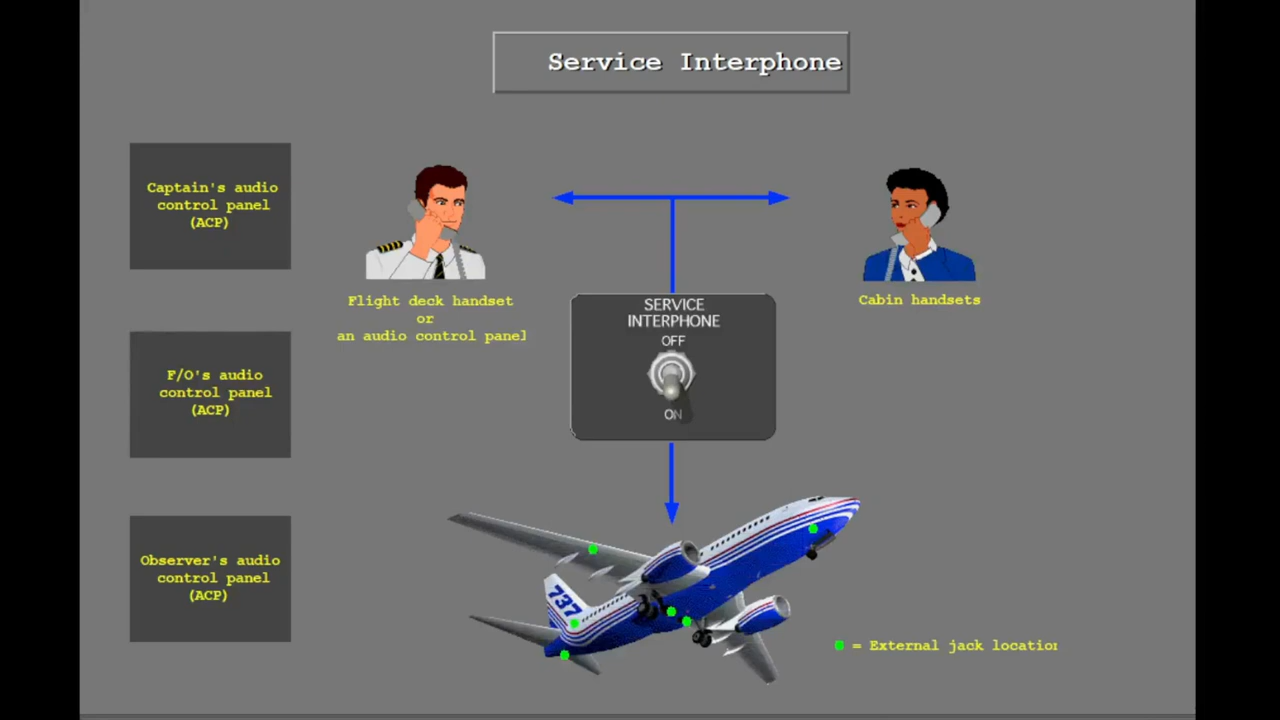 Service Interphone
Captain's audio
control panel
(ACP)
Flight deck handset
or
an audio control panel
Cabin handsets
SERVICE
INTERPHONE
OFF
ON
F/O's audio
control panel
(ACP)
Observer's audio
control panel
(ACP)
737
= External jack location